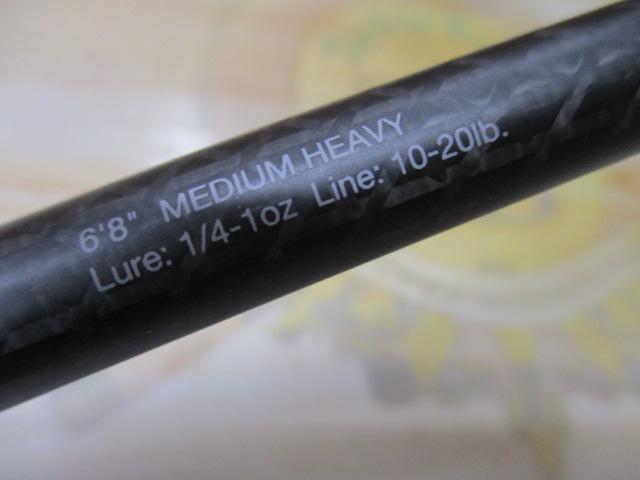 6'8" MEDIUM HEAVY
Lure: 1/4-1oz Line: 10-20lb.